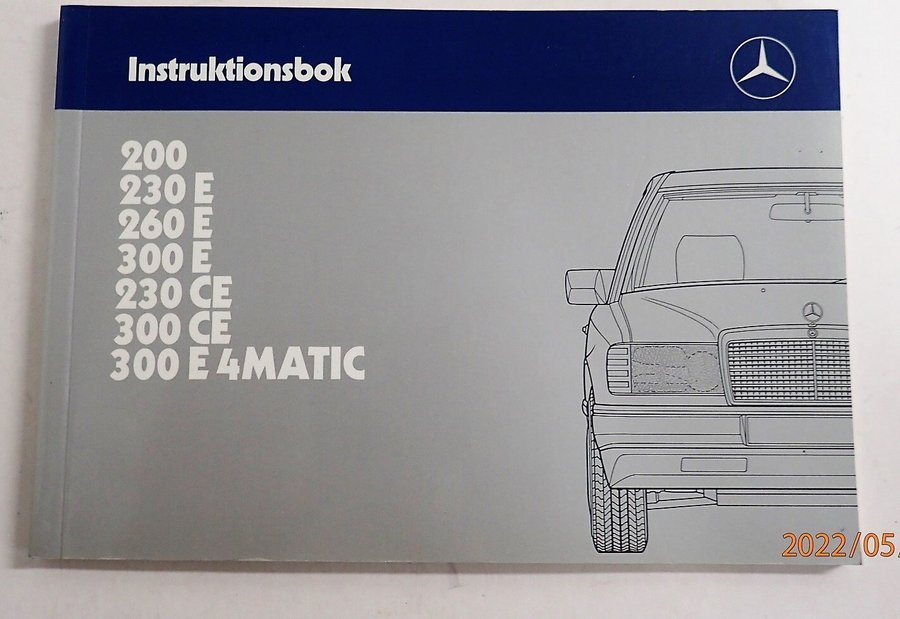 Instruktionsbok
200
230 E
260 E
300 E
230 CE
300 CE
300 E 4MATIC
2022/05